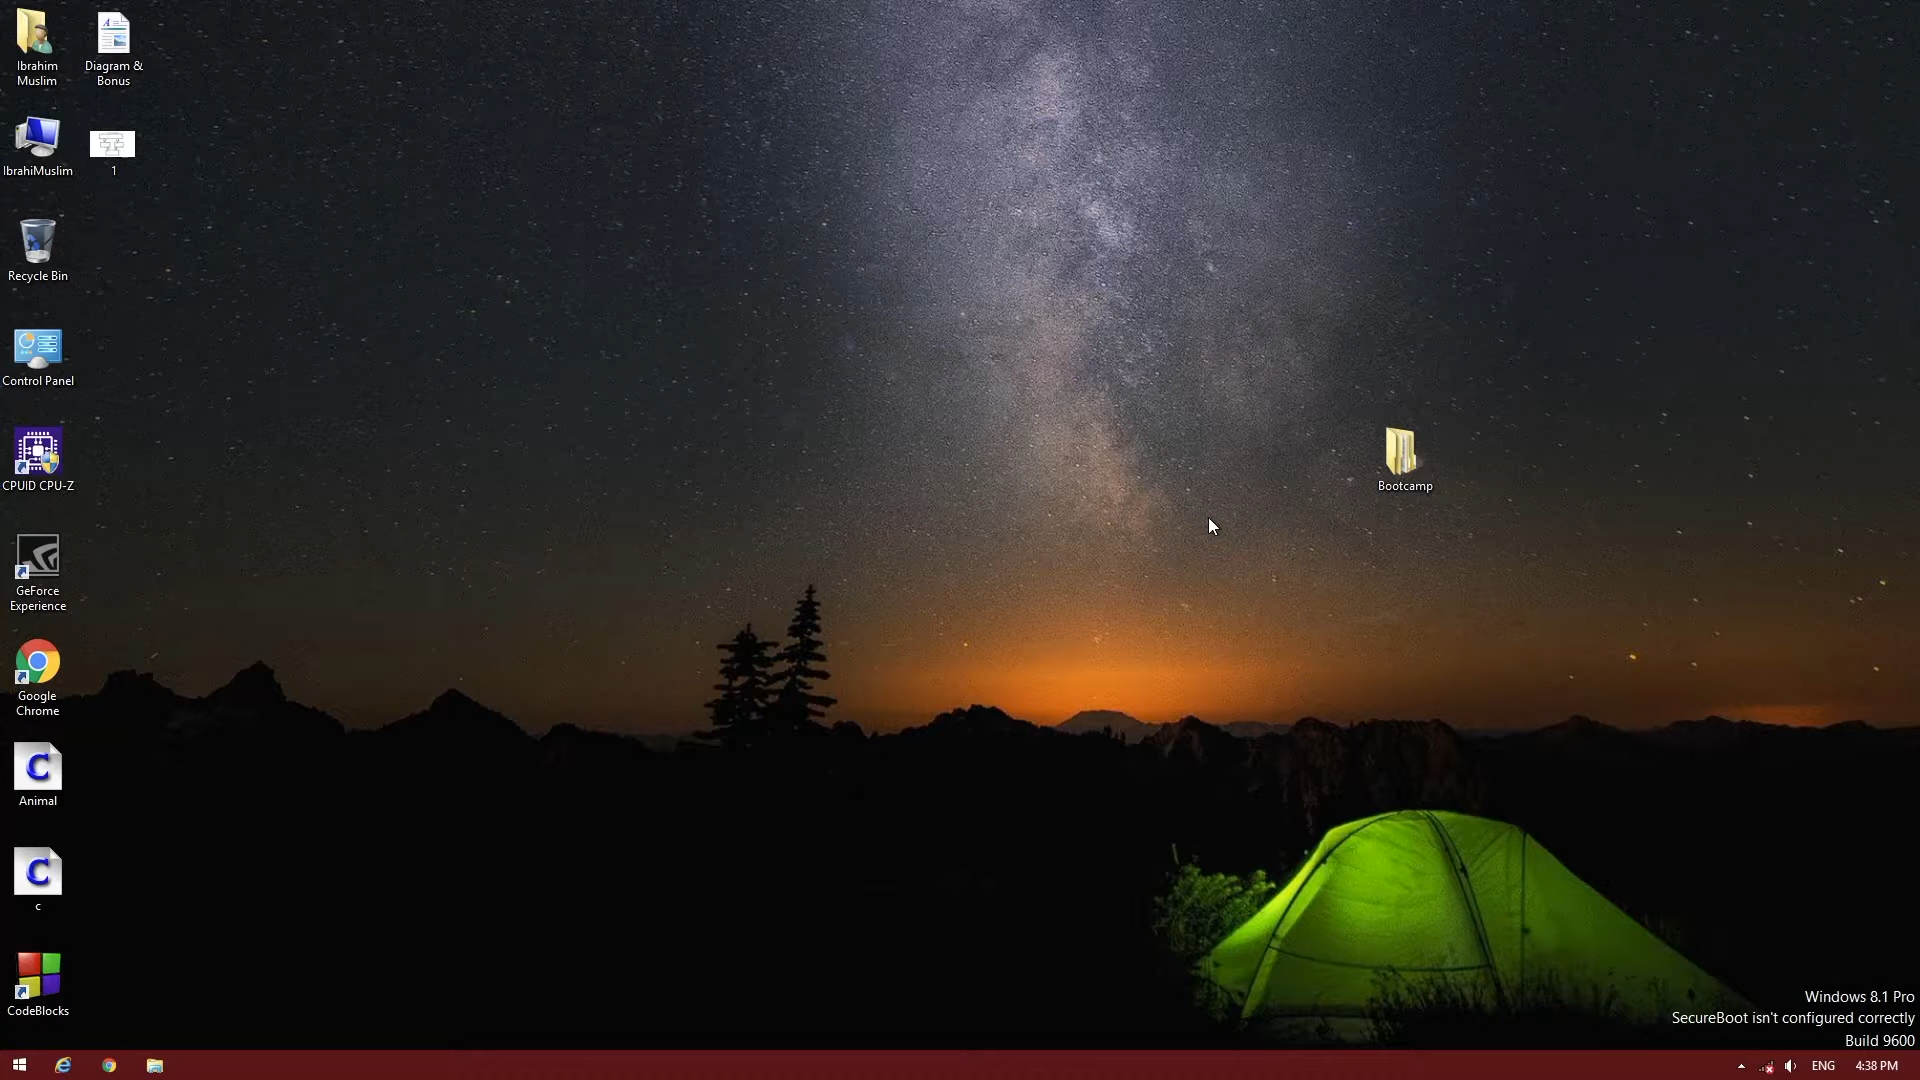 Ibrahim
Muslim
Diagram &
Bonus
IbrahiMuslim
1
Recycle Bin
Control Panel
CPUID CPU-Z
GeForce
Experience
Google
Chrome
C
Animal
C
c
CodeBlocks
Bootcamp
Windows 8.1 Pro
SecureBoot isn't configured correctly
Build 9600
ENG
4:38 PM